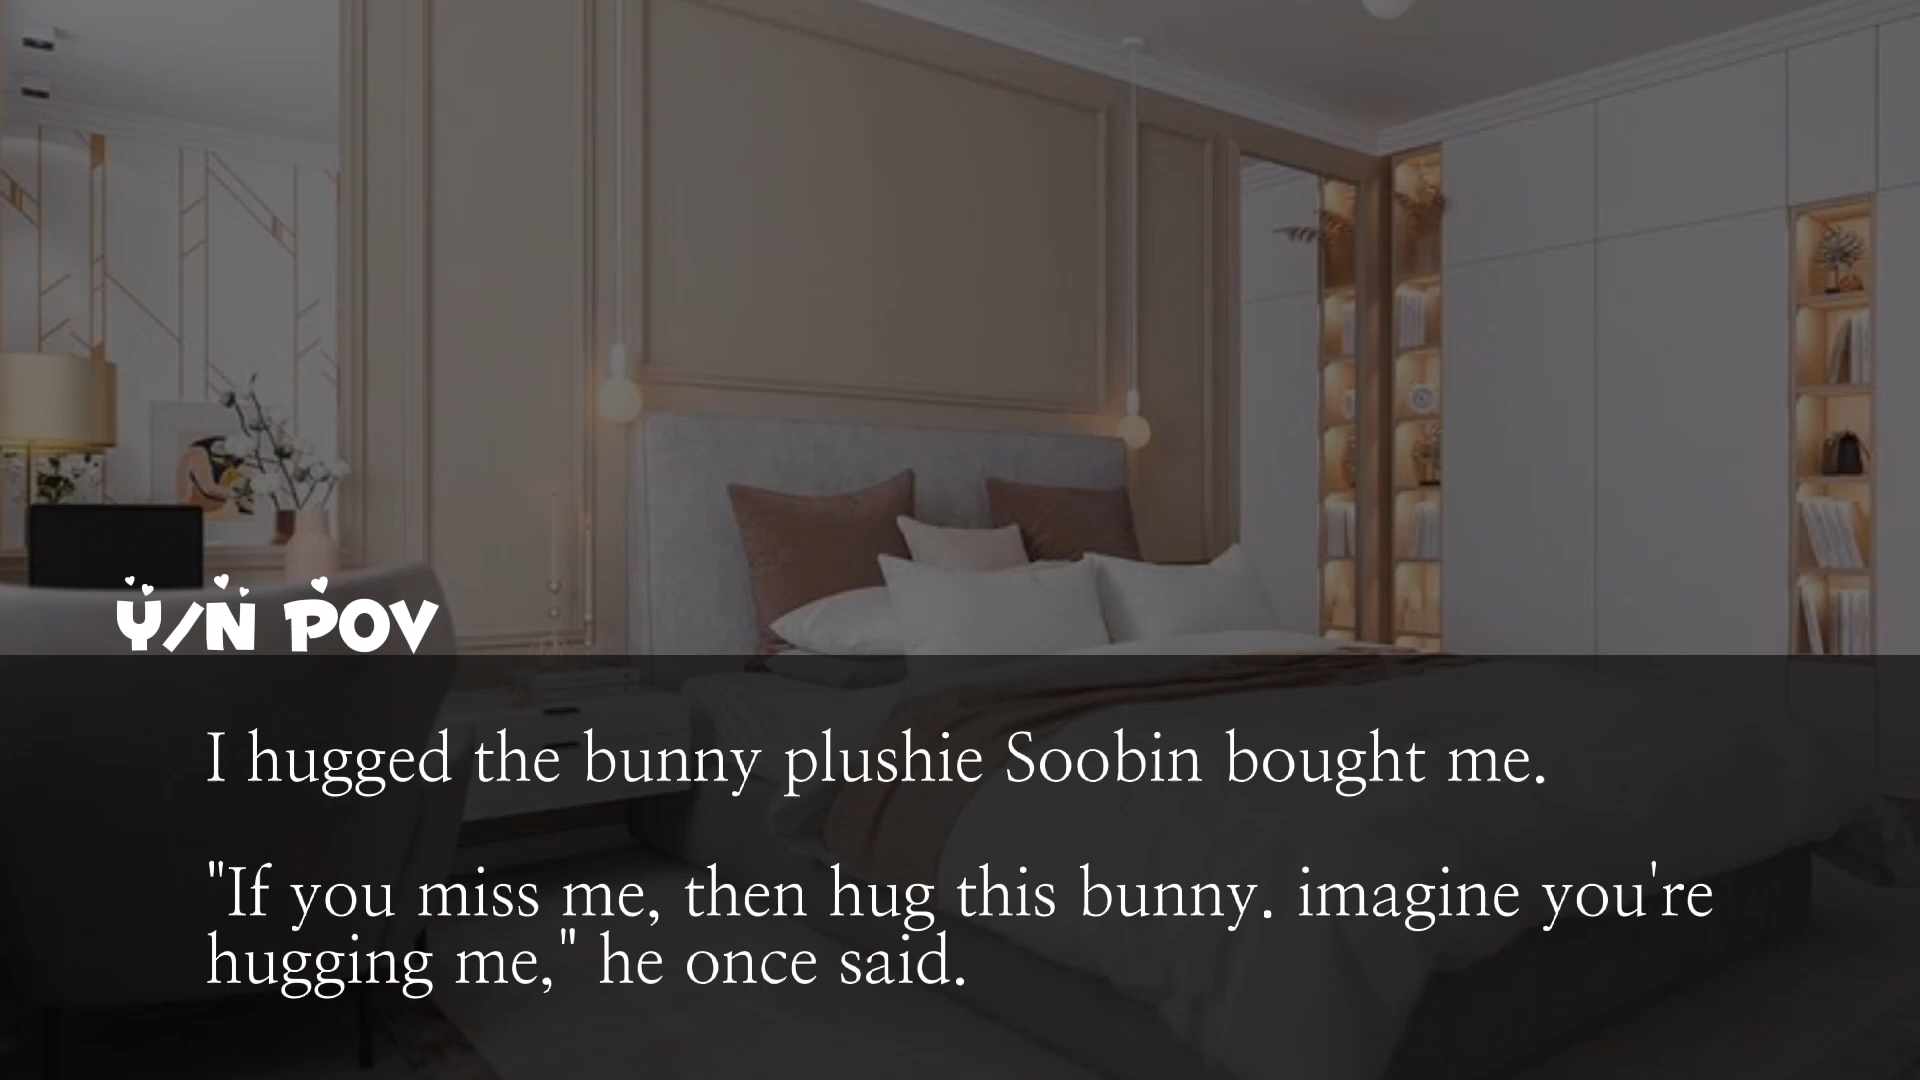 Y/N POV
I hugged the bunny plushie Soobin bought me.
"If you miss me, then hug this bunny. imagine you're
hugging me," he once said.